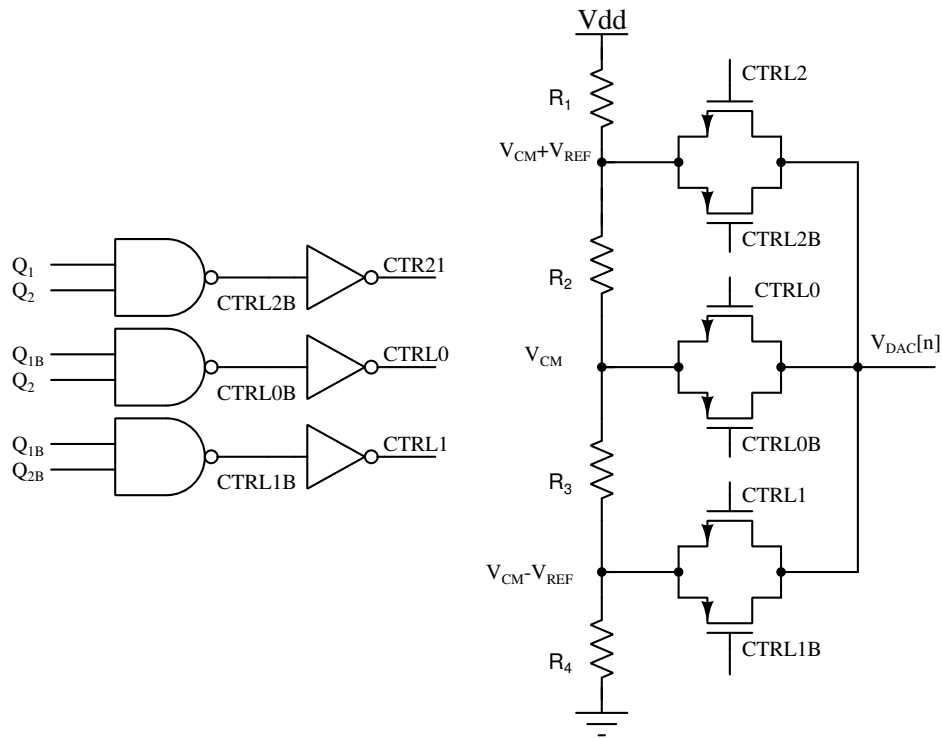 Q1
Q2
CTRL2B
CTR21
Q1B
Q2
CTRL0B
CTRL0
Q1B
Q2B
CTRL1B
CTRL1
Vdd
R1
VCM+VREF
R2
VCM
R3
VCM-VREF
R4
CTRL2
CTRL2B
CTRL0
CTRL0B
CTRL1
CTRL1B
VDAC[n]